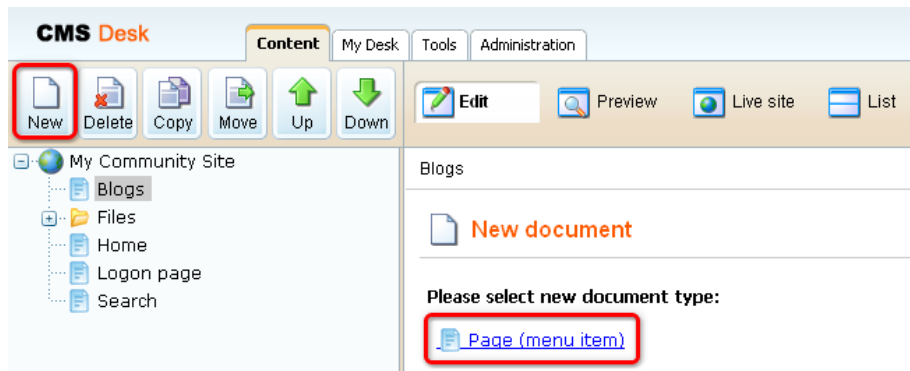 CMS Desk
Content My Desk Tools Administration
New Delete Copy Move Up Down
Edit Preview Live site List
My Community Site
Blogs
Files
Home
Logon page
Search
Blogs
New document
Please select new document type:
Page (menu item)